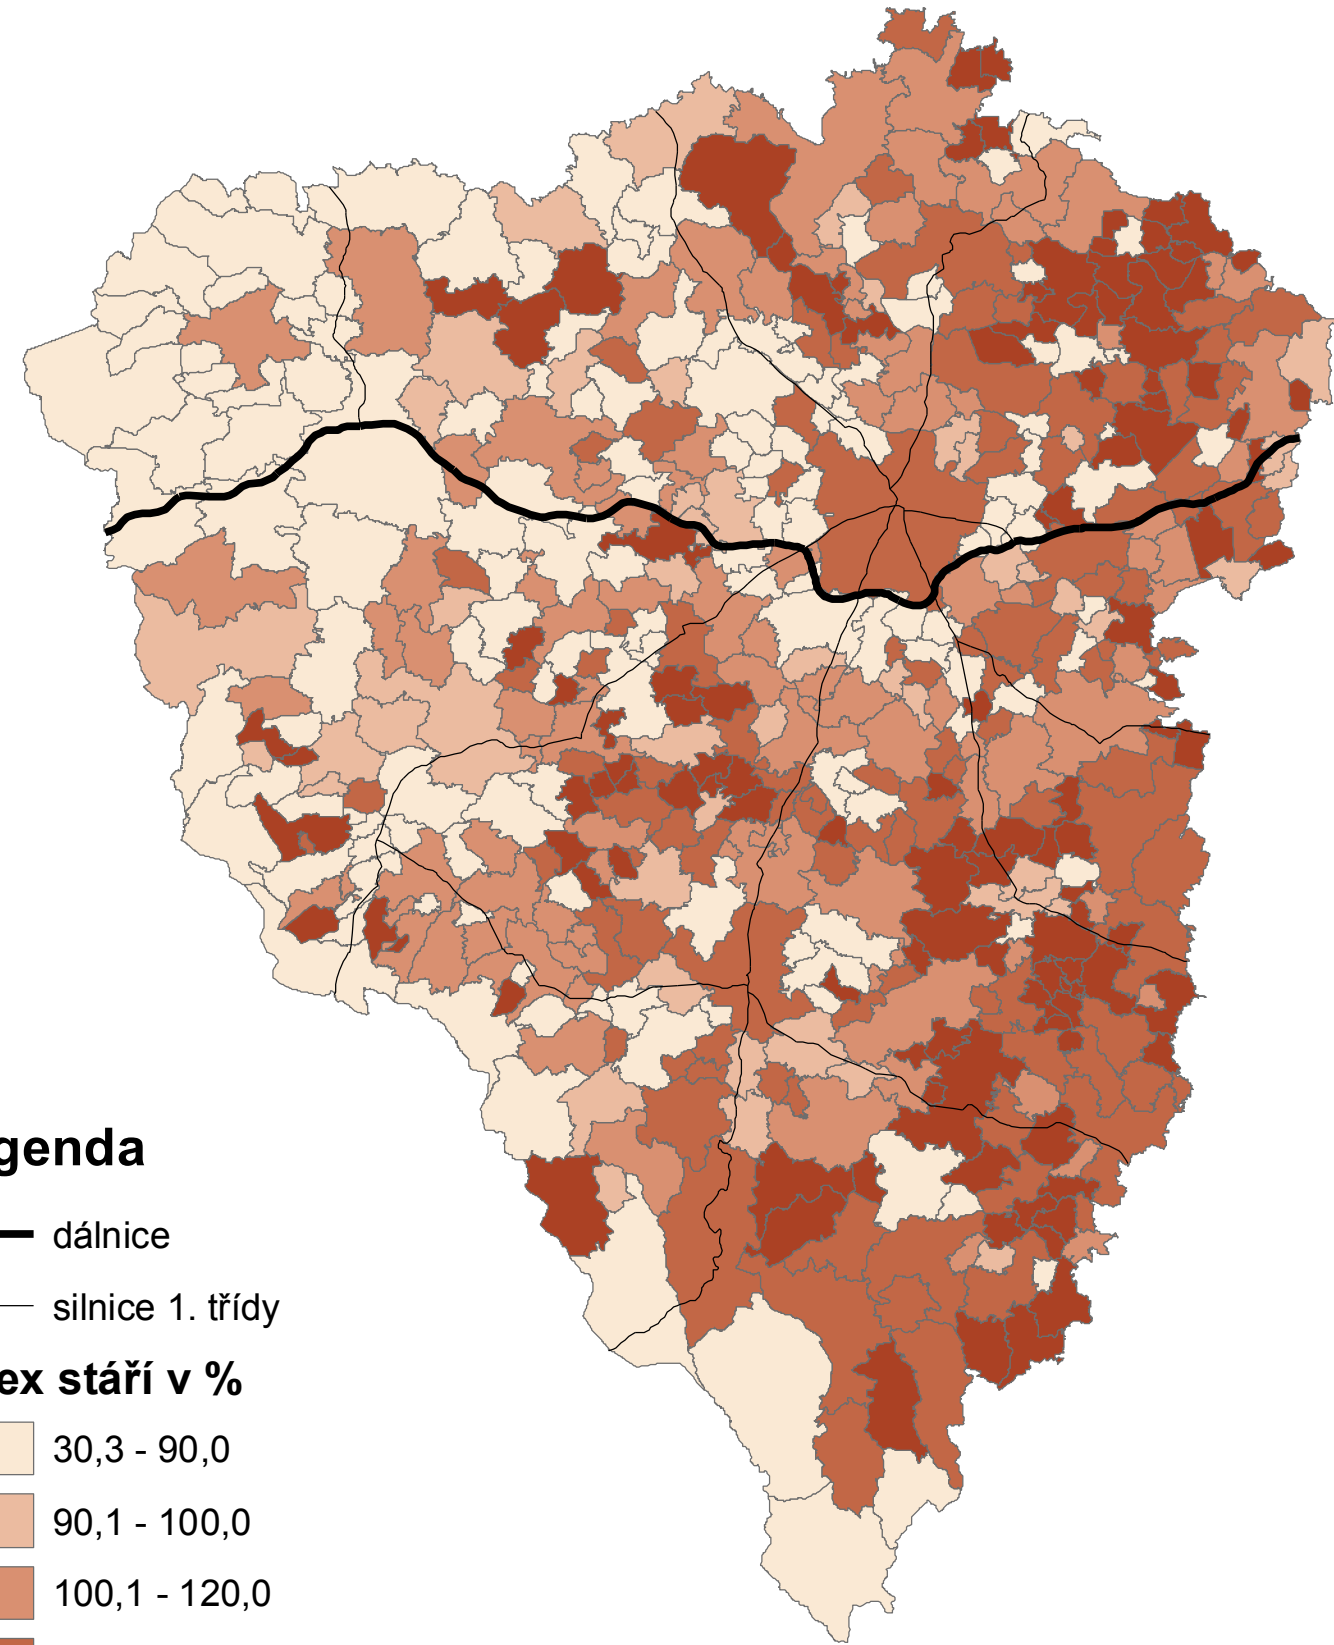 genda
dálnice
silnice 1. třídy
ex stáří v %
30,3 - 90,0
90,1 - 100,0
100,1 - 120,0